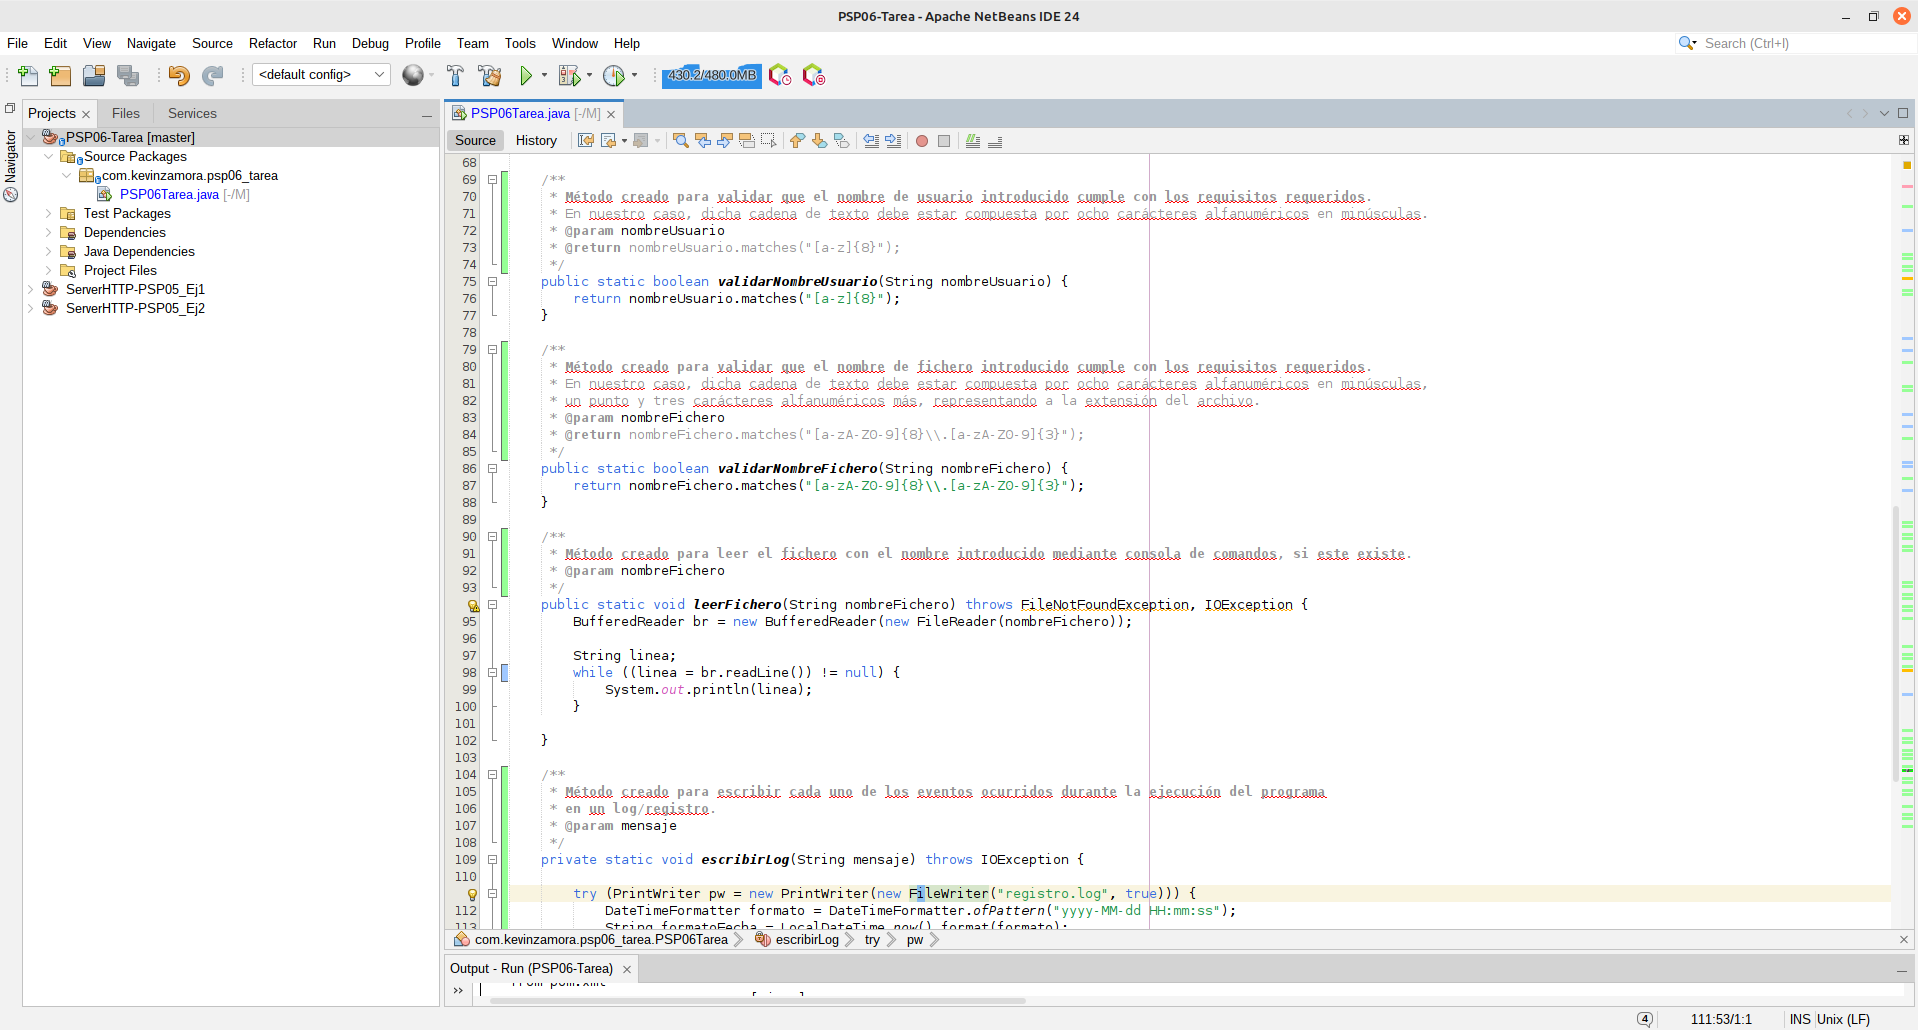 PSP06-Tarea - Apache NetBeans IDE 24
File Edit View Navigate Source Refactor Run Debug Profile Team Tools Window Help
Search (Ctrl+I)
<default config>
430.2/480.0MB
Projects Files Services
Navigator
PSP06-Tarea [master]
Source Packages
com.kevinzamora.psp06_tarea
PSP06Tarea.java [-/M]
Test Packages
Dependencies
Java Dependencies
Project Files
ServerHTTP-PSP05_Ej1
ServerHTTP-PSP05_Ej2
PSP06Tarea.java [-/M]
Source History
68
69 /**
70 * Método creado para validar que el nombre de usuario introducido cumple con los requisitos requeridos.
71 * En nuestro caso, dicha cadena de texto debe estar compuesta por ocho carácteres alfanuméricos en minúsculas.
72 * @param nombreUsuario
73 * @return nombreUsuario.matches("[a-z]{8}");
74 */
75 public static boolean validarNombreUsuario(String nombreUsuario) {
76 return nombreUsuario.matches("[a-z]{8}");
77 }
78
79 /**
80 * Método creado para validar que el nombre de fichero introducido cumple con los requisitos requeridos.
81 * En nuestro caso, dicha cadena de texto debe estar compuesta por ocho carácteres alfanuméricos en minúsculas,
82 * un punto y tres carácteres alfanuméricos más, representando a la extensión del archivo.
83 * @param nombreFichero
84 * @return nombreFichero.matches("[a-zA-Z0-9]{8}\\.[a-zA-Z0-9]{3}");
85 */
86 public static boolean validarNombreFichero(String nombreFichero) {
87 return nombreFichero.matches("[a-zA-Z0-9]{8}\\.[a-zA-Z0-9]{3}");
88 }
89
90 /**
91 * Método creado para leer el fichero con el nombre introducido mediante consola de comandos, si este existe.
92 * @param nombreFichero
93 */
public static void leerFichero(String nombreFichero) throws FileNotFoundException, IOException {
95 BufferedReader br = new BufferedReader(new FileReader(nombreFichero));
96
97 String linea;
98 while ((linea = br.readLine()) != null) {
99 System.out.println(linea);
100 }
101
102 }
103
104 /**
105 * Método creado para escribir cada uno de los eventos ocurridos durante la ejecución del programa
106 * en un log/registro.
107 * @param mensaje
108 */
109 private static void escribirLog(String mensaje) throws IOException {
110
try (PrintWriter pw = new PrintWriter(new FileWriter("registro.log", true))) {
112 DateTimeFormatter formato = DateTimeFormatter.ofPattern("yyyy-MM-dd HH:mm:ss");
113 String formatoFecha = LocalDateTime.now().format(formato);
com.kevinzamora.psp06_tarea.PSP06Tarea escribirLog try pw
Output - Run (PSP06-Tarea)
from pom.xml
4 111:53/1:1 INS Unix (LF)